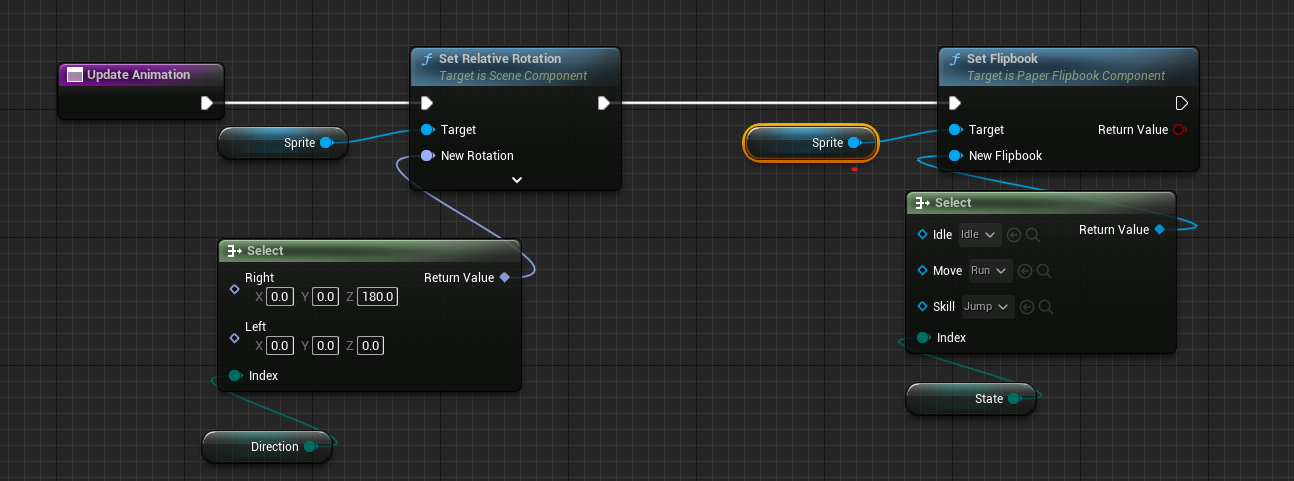 Update Animation
Set Relative Rotation
Target is Scene Component
Sprite
Target
New Rotation
Select
Right
X 0.0 Y 0.0 Z 180.0
Return Value
Left
X 0.0 Y 0.0 Z 0.0
Index
Direction
Set Flipbook
Target is Paper Flipbook Component
Sprite
Target
Return Value
New Flipbook
Select
Idle Idle
Return Value
Move Run
Skill Jump
Index
State